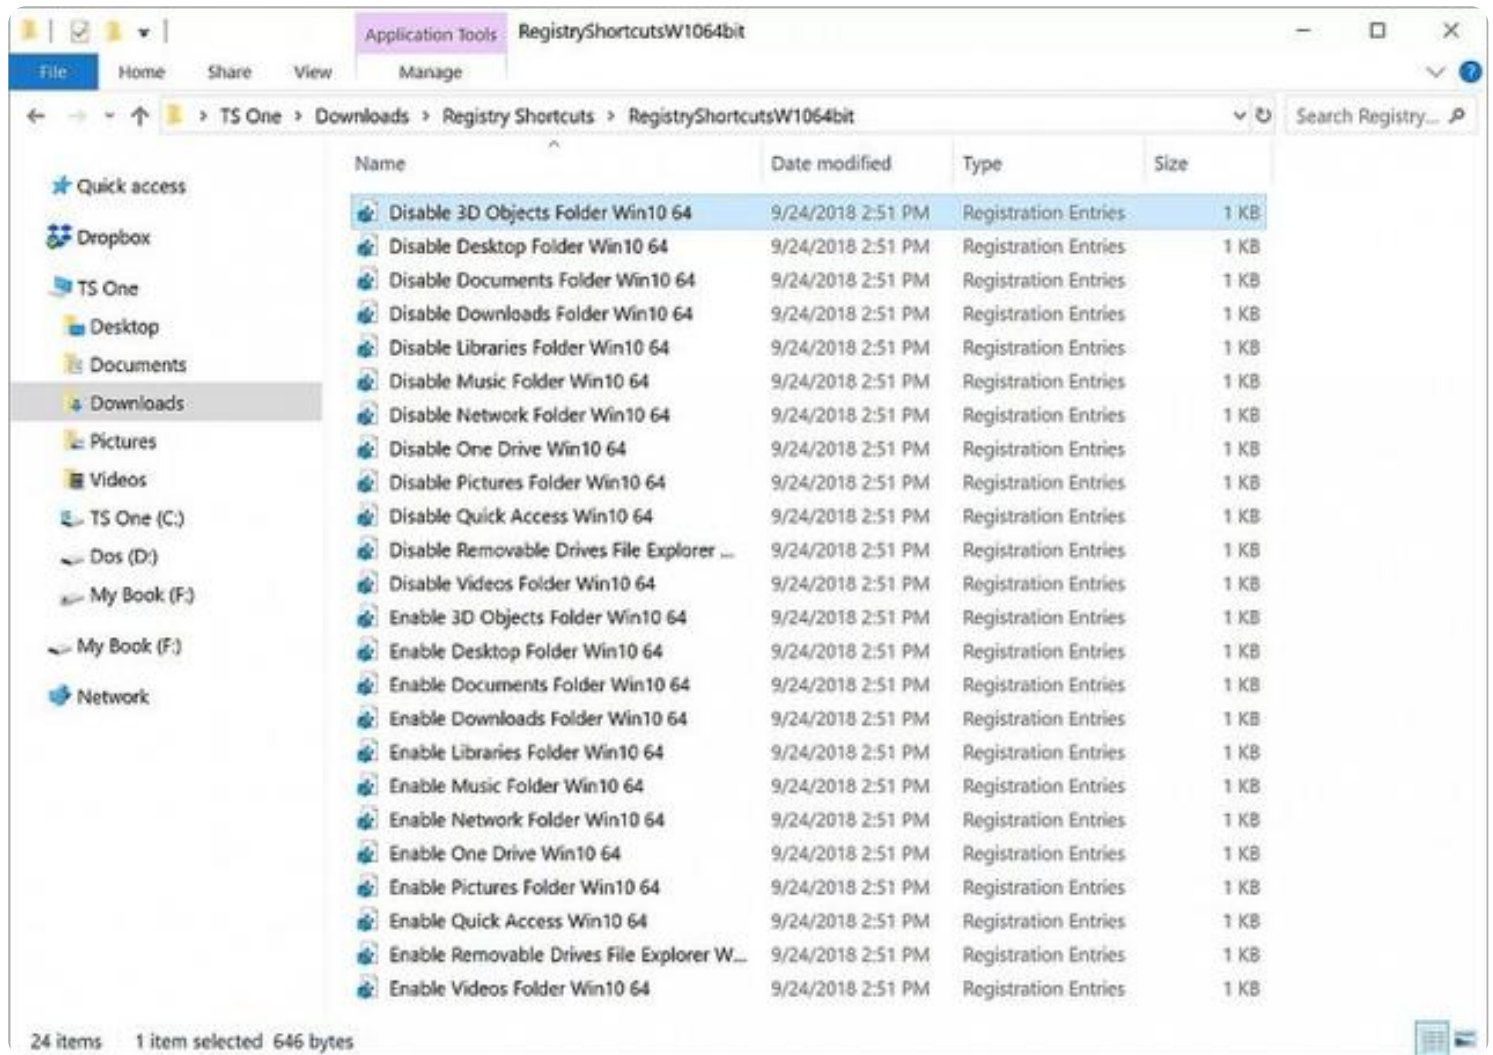 Application Tools RegistryShortcutsW1064bit
File Home Share View Manage
TS One > Downloads > Registry Shortcuts > RegistryShortcutsW1064bit Search Registry...
Name Date modified Type Size
Quick access
Dropbox
TS One
Desktop
Documents
Downloads
Pictures
Videos
TS One (C:)
Dos (D:)
My Book (F:)
My Book (F:)
Network
Disable 3D Objects Folder Win10 64 9/24/2018 2:51 PM Registration Entries 1 KB
Disable Desktop Folder Win10 64 9/24/2018 2:51 PM Registration Entries 1 KB
Disable Documents Folder Win10 64 9/24/2018 2:51 PM Registration Entries 1 KB
Disable Downloads Folder Win10 64 9/24/2018 2:51 PM Registration Entries 1 KB
Disable Libraries Folder Win10 64 9/24/2018 2:51 PM Registration Entries 1 KB
Disable Music Folder Win10 64 9/24/2018 2:51 PM Registration Entries 1 KB
Disable Network Folder Win10 64 9/24/2018 2:51 PM Registration Entries 1 KB
Disable One Drive Win10 64 9/24/2018 2:51 PM Registration Entries 1 KB
Disable Pictures Folder Win10 64 9/24/2018 2:51 PM Registration Entries 1 KB
Disable Quick Access Win10 64 9/24/2018 2:51 PM Registration Entries 1 KB
Disable Removable Drives File Explorer ... 9/24/2018 2:51 PM Registration Entries 1 KB
Disable Videos Folder Win10 64 9/24/2018 2:51 PM Registration Entries 1 KB
Enable 3D Objects Folder Win10 64 9/24/2018 2:51 PM Registration Entries 1 KB
Enable Desktop Folder Win10 64 9/24/2018 2:51 PM Registration Entries 1 KB
Enable Documents Folder Win10 64 9/24/2018 2:51 PM Registration Entries 1 KB
Enable Downloads Folder Win10 64 9/24/2018 2:51 PM Registration Entries 1 KB
Enable Libraries Folder Win10 64 9/24/2018 2:51 PM Registration Entries 1 KB
Enable Music Folder Win10 64 9/24/2018 2:51 PM Registration Entries 1 KB
Enable Network Folder Win10 64 9/24/2018 2:51 PM Registration Entries 1 KB
Enable One Drive Win10 64 9/24/2018 2:51 PM Registration Entries 1 KB
Enable Pictures Folder Win10 64 9/24/2018 2:51 PM Registration Entries 1 KB
Enable Quick Access Win10 64 9/24/2018 2:51 PM Registration Entries 1 KB
Enable Removable Drives File Explorer W... 9/24/2018 2:51 PM Registration Entries 1 KB
Enable Videos Folder Win10 64 9/24/2018 2:51 PM Registration Entries 1 KB
24 items 1 item selected 646 bytes